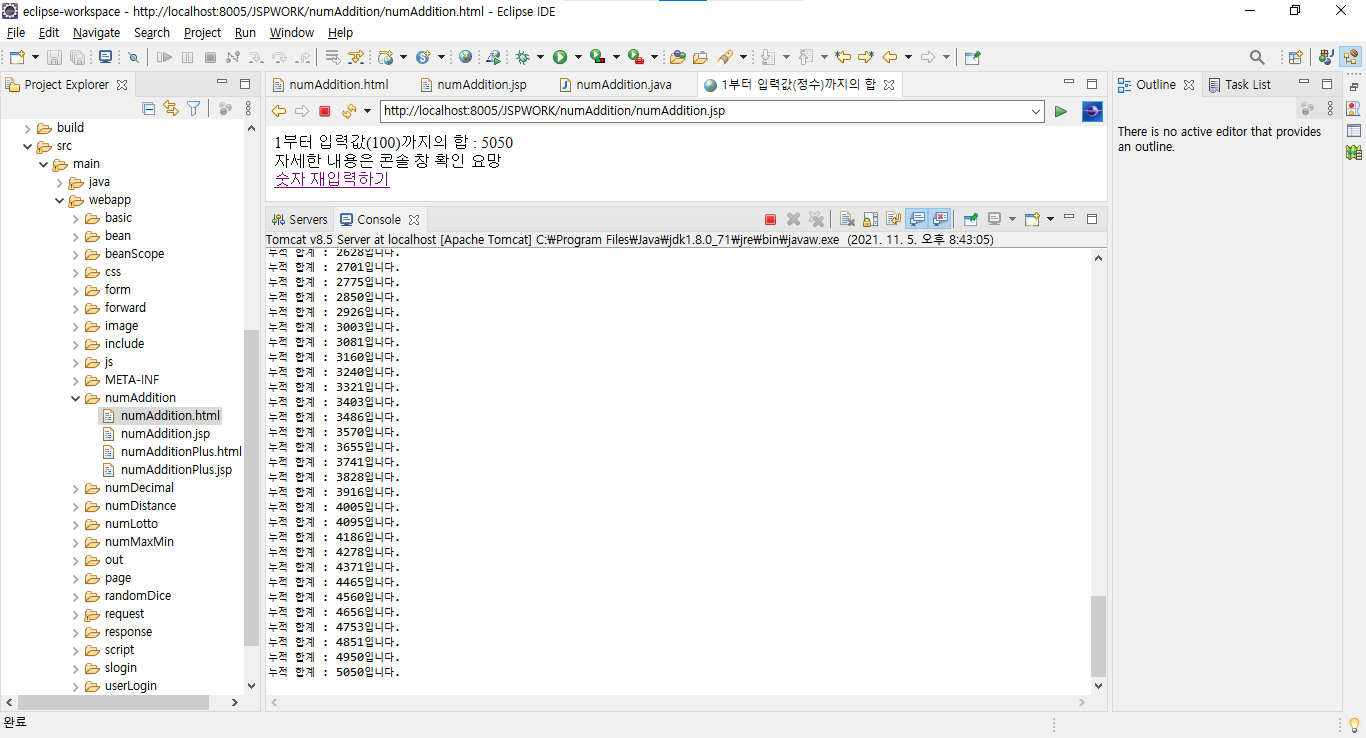 eclipse-workspace - http://localhost:8005/JSPWORK/numAddition/numAddition.html - Eclipse IDE
File Edit Navigate Search Project Run Window Help
Project Explorer
build
src
main
java
webapp
basic
bean
beanScope
css
form
forward
image
include
js
META-INF
numAddition
numAddition.html
numAddition.jsp
numAdditionPlus.html
numAdditionPlus.jsp
numDecimal
numDistance
numLotto
numMaxMin
out
page
randomDice
request
response
script
slogin
userLogin
numAddition.html numAddition.jsp numAddition.java 1부터 입력값(정수)까지의 합
http://localhost:8005/JSPWORK/numAddition/numAddition.jsp
1부터 입력값(100)까지의 합 : 5050
자세한 내용은 콘솔 창 확인 요망
숫자 재입력하기
Servers Console
Tomcat v8.5 Server at localhost [Apache Tomcat] C:₩Program Files₩Java₩jdk1.8.0_71₩jre₩bin₩javaw.exe (2021. 11. 5. 오후 8:43:05)
누적 합계 : 2628입니다.
누적 합계 : 2701입니다.
누적 합계 : 2775입니다.
누적 합계 : 2850입니다.
누적 합계 : 2926입니다.
누적 합계 : 3003입니다.
누적 합계 : 3081입니다.
누적 합계 : 3160입니다.
누적 합계 : 3240입니다.
누적 합계 : 3321입니다.
누적 합계 : 3403입니다.
누적 합계 : 3486입니다.
누적 합계 : 3570입니다.
누적 합계 : 3655입니다.
누적 합계 : 3741입니다.
누적 합계 : 3828입니다.
누적 합계 : 3916입니다.
누적 합계 : 4005입니다.
누적 합계 : 4095입니다.
누적 합계 : 4186입니다.
누적 합계 : 4278입니다.
누적 합계 : 4371입니다.
누적 합계 : 4465입니다.
누적 합계 : 4560입니다.
누적 합계 : 4656입니다.
누적 합계 : 4753입니다.
누적 합계 : 4851입니다.
누적 합계 : 4950입니다.
누적 합계 : 5050입니다.
Outline Task List
There is no active editor that provides
an outline.
완료